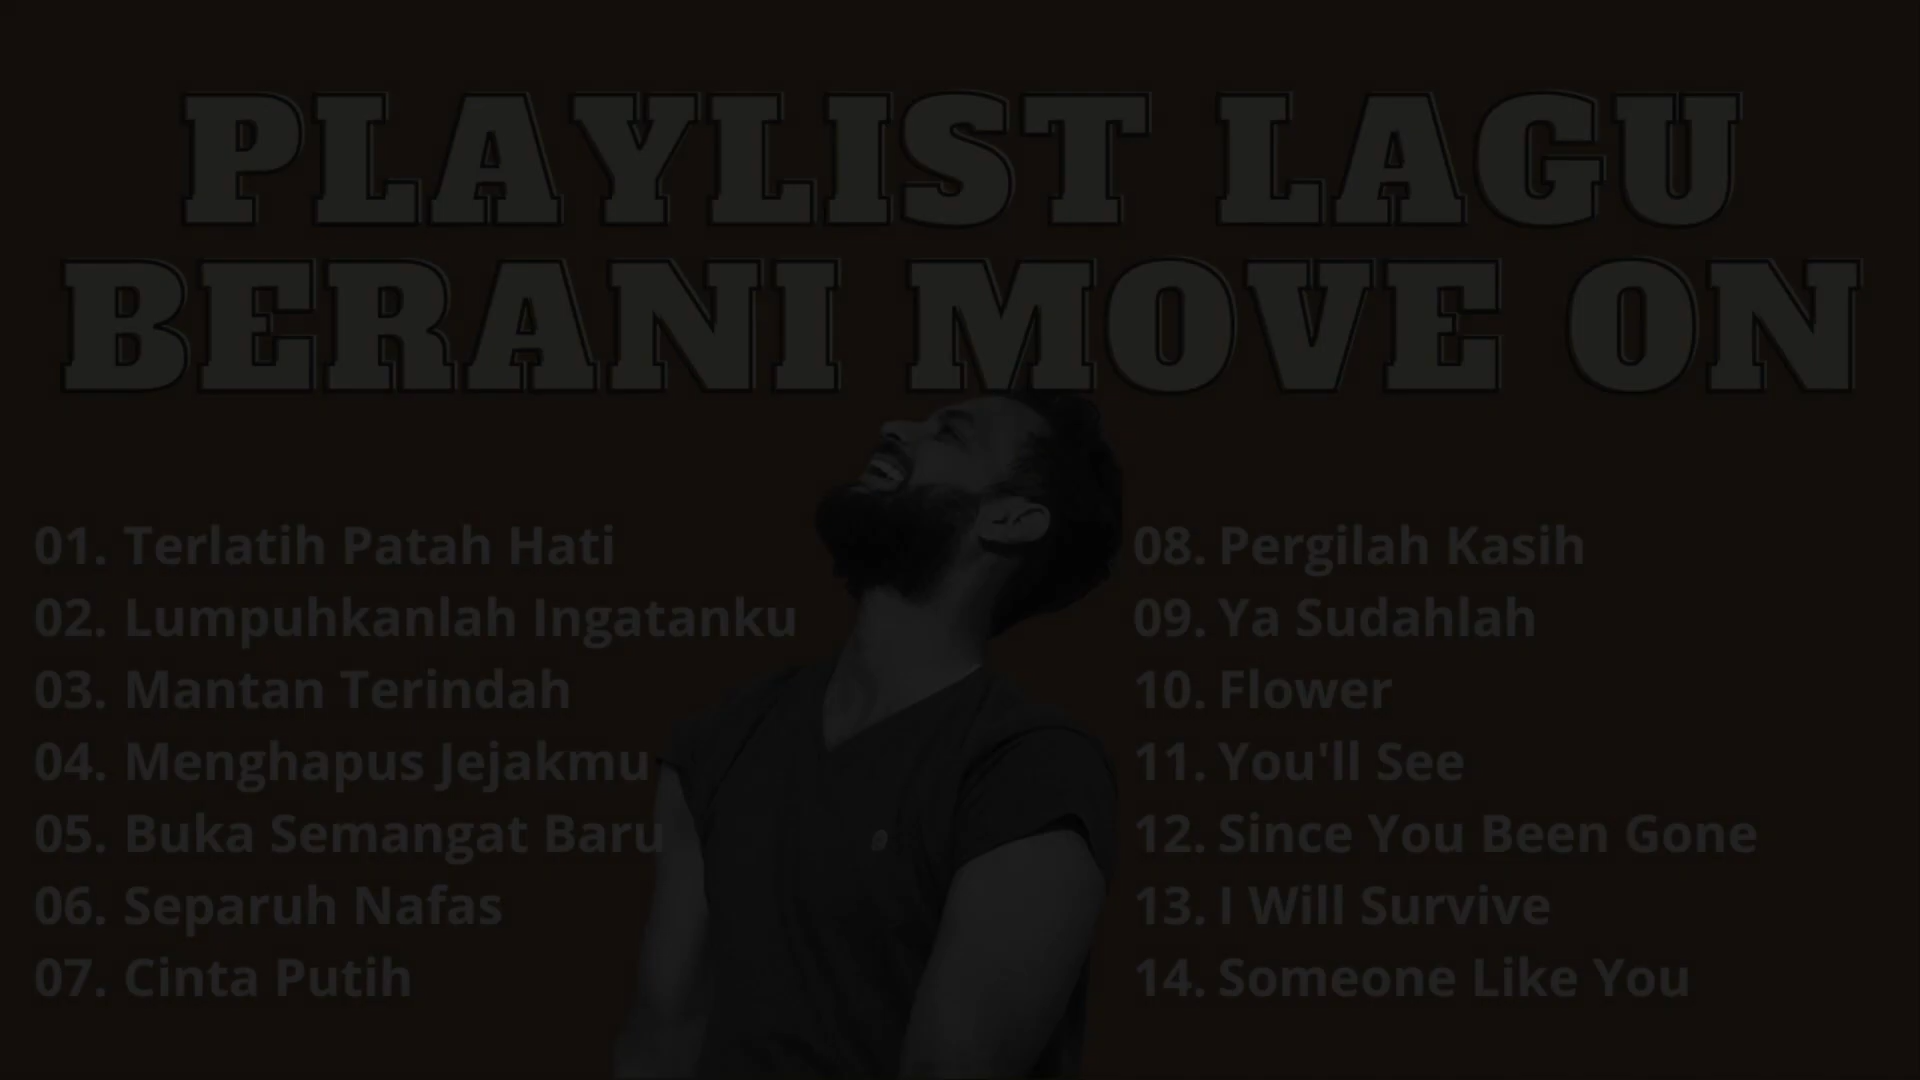 PLAYLIST LAGU
BERANI MOVE ON
01. Terlatih Patah Hati
02. Lumpuhkanlah Ingatanku
03. Mantan Terindah
04. Menghapus Jejakmu
05. Buka Semangat Baru
06. Separuh Nafas
07. Cinta Putih
08. Pergilah Kasih
09. Ya Sudahlah
10. Flower
11. You'll See
12. Since You Been Gone
13. I Will Survive
14. Someone Like You